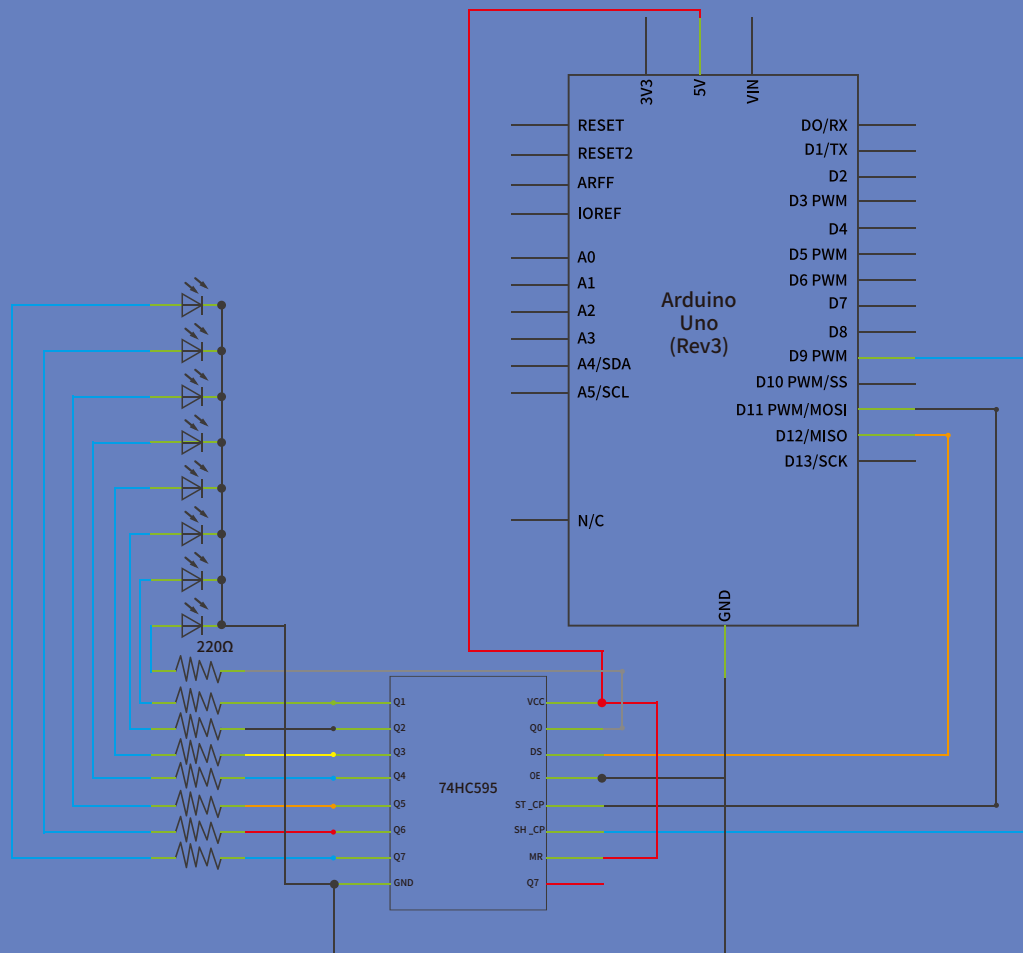 3V3
5V
VIN
RESET
RESET2
ARFF
IOREF
A0
A1
A2
A3
A4/SDA
A5/SCL
N/C
Arduino
Uno
(Rev3)
DO/RX
D1/TX
D2
D3 PWM
D4
D5 PWM
D6 PWM
D7
D8
D9 PWM
D10 PWM/SS
D11 PWM/MOSI
D12/MISO
D13/SCK
GND
220Ω
Q1
Q2
Q3
Q4
Q5
Q6
Q7
GND
74HC595
VCC
Q0
DS
OE
ST_CP
SH_CP
MR
Q7